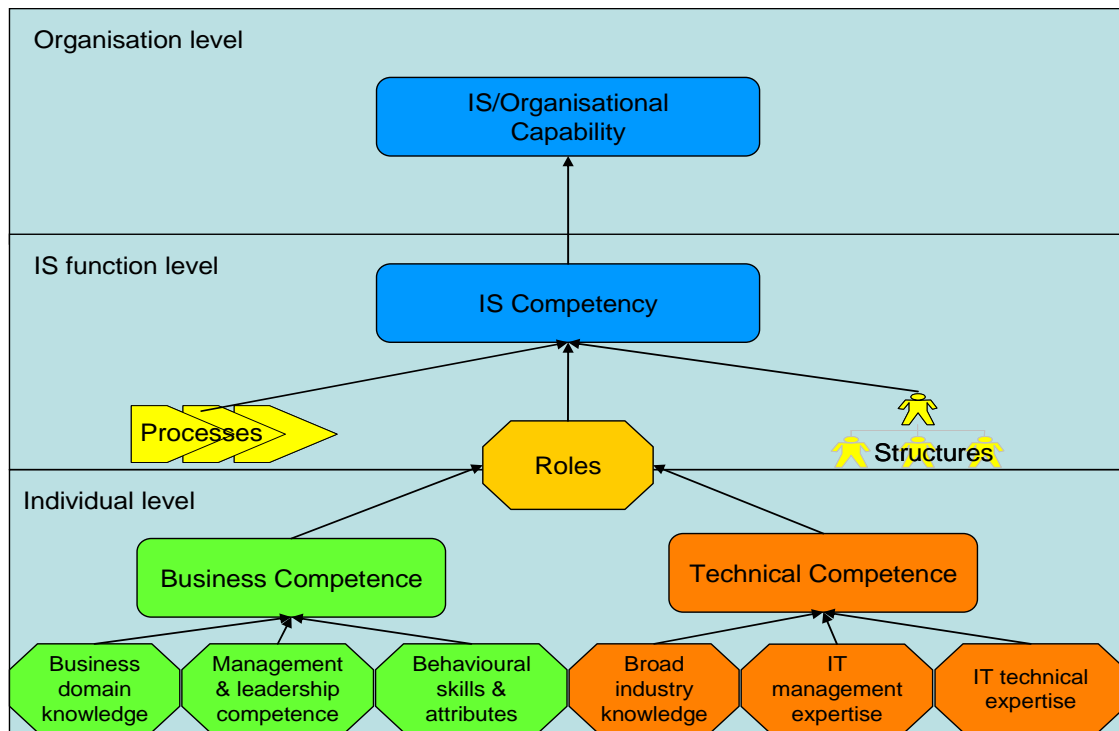 Organisation level
IS/Organisational
Capability
IS function level
IS Competency
Processes
Roles
Structures
Individual level
Business Competence
Technical Competence
Business
domain
knowledge
Management
& leadership
competence
Behavioural
skills &
attributes
Broad
industry
knowledge
IT
management
expertise
IT technical
expertise